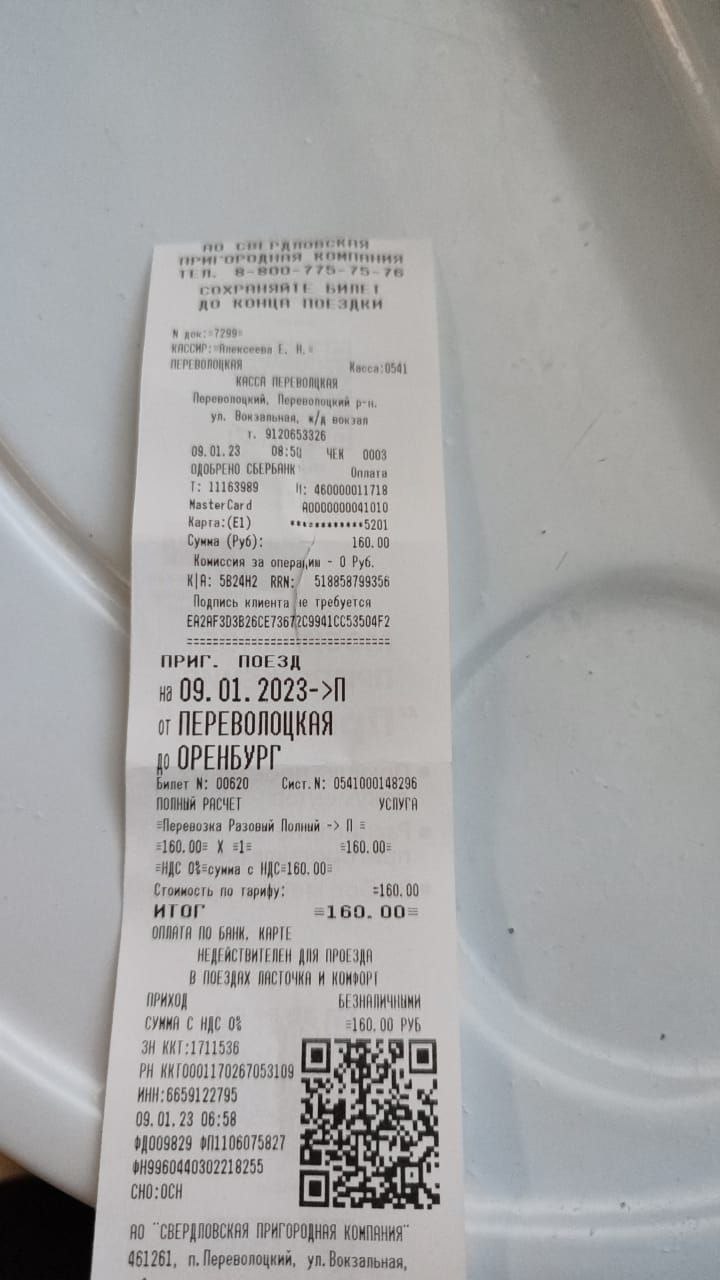 АО СВЕРДЛОВСКАЯ
ПРИГОРОДНАЯ КОМПАНИЯ
ТЕЛ. 8-800-775-75-76
СОХРАНЯЙТЕ БИЛЕТ
ДО КОНЦА ПОЕЗДКИ
N док:≡7299≡
КАССИР:≡Алексеева Е. Н.≡
ПЕРЕВОЛОЦКАЯ Касса:0541
КАССА ПЕРЕВОЛЦКАЯ
Переволоцкий, Переволоцкий р-н,
ул. Вокзальная, ж/д вокзал
т. 9120653326
09.01.23 08:50 ЧЕК 0003
ОДОБРЕНО СБЕРБАНК Оплата
Т: 11163989 М: 460000011718
MasterCard A0000000041010
Карта:(E1) ************5201
Сумма (Руб): 160.00
Комиссия за операцию - 0 Руб.
К|А: 5B24H2 RRN: 518858799356
Подпись клиента не требуется
EA2AF3D3B26CE73672C9941CC53504F2
================================
ПРИГ. ПОЕЗД
на 09.01.2023->П
от ПЕРЕВОЛОЦКАЯ
до ОРЕНБУРГ
Билет N: 00620 Сист.N: 0541000148296
ПОЛНЫЙ РАСЧЕТ УСЛУГА
≡Перевозка Разовый Полный -> П ≡
≡160.00≡ X ≡1≡ ≡160.00≡
≡НДС 0%≡сумма с НДС≡160.00≡
Стоимость по тарифу: ≡160.00
ИТОГ ≡160.00≡
ОПЛАТА ПО БАНК. КАРТЕ
НЕДЕЙСТВИТЕЛЕН ДЛЯ ПРОЕЗДА
В ПОЕЗДАХ ЛАСТОЧКА И КОМФОРТ
ПРИХОД БЕЗНАЛИЧНЫМИ
СУММА С НДС 0% ≡160.00 РУБ
ЗН ККТ:1711536
РН ККТ0001170267053109
ИНН:6659122795
09.01.23 06:58
ФД009829 ФП1106075827
ФН9960440302218255
СНО:ОСН
АО "СВЕРДЛОВСКАЯ ПРИГОРОДНАЯ КОМПАНИЯ"
461261, п.Переволоцкий, ул.Вокзальная,